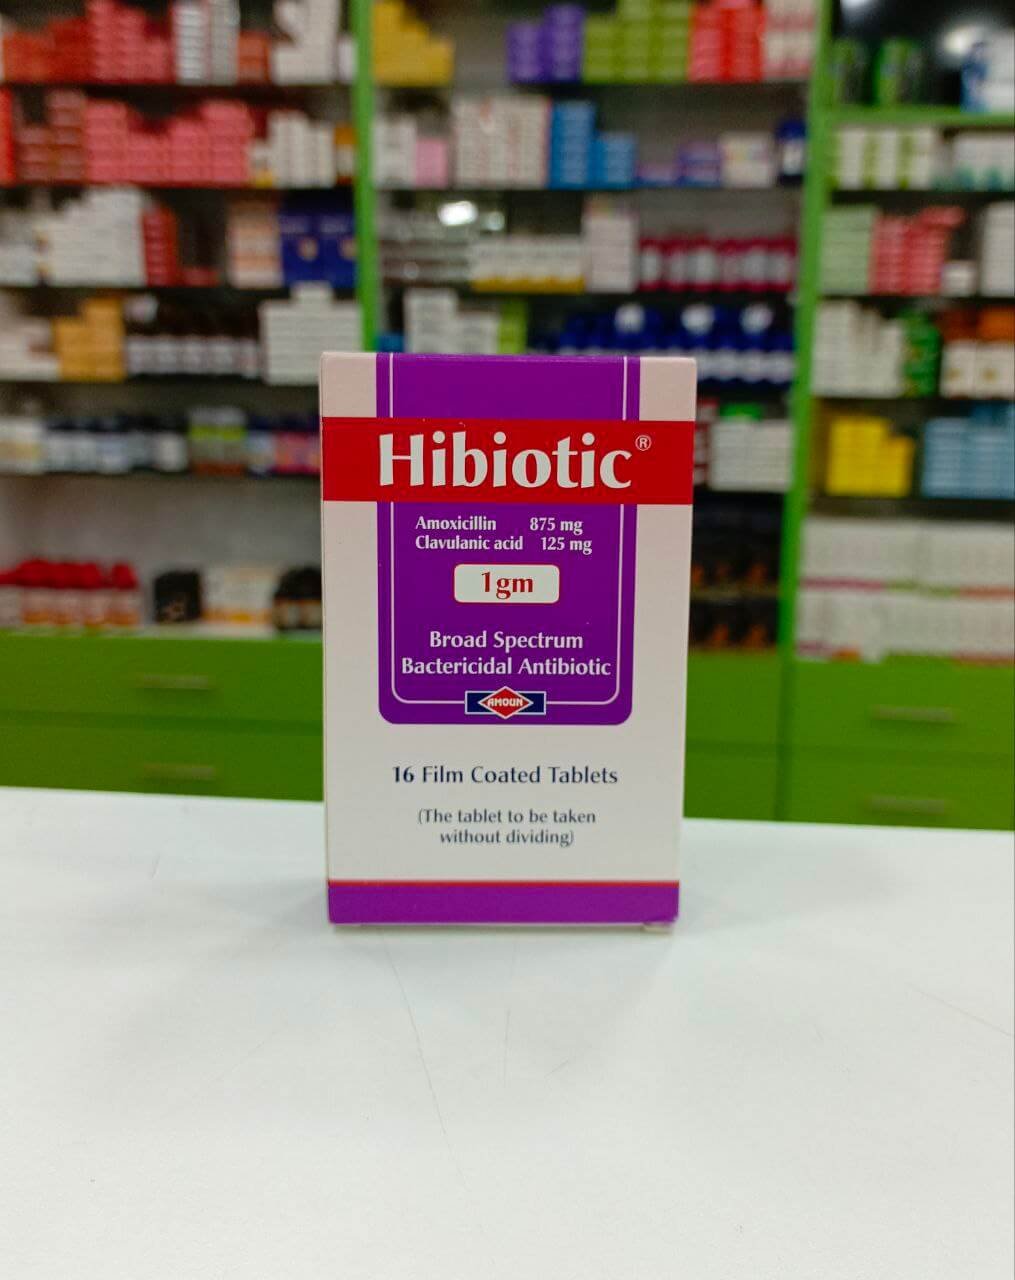 Hibiotic®
Amoxicillin 875 mg
Clavulanic acid 125 mg
1gm
Broad Spectrum
Bactericidal Antibiotic
AMOUN
16 Film Coated Tablets
(The tablet to be taken
without dividing)